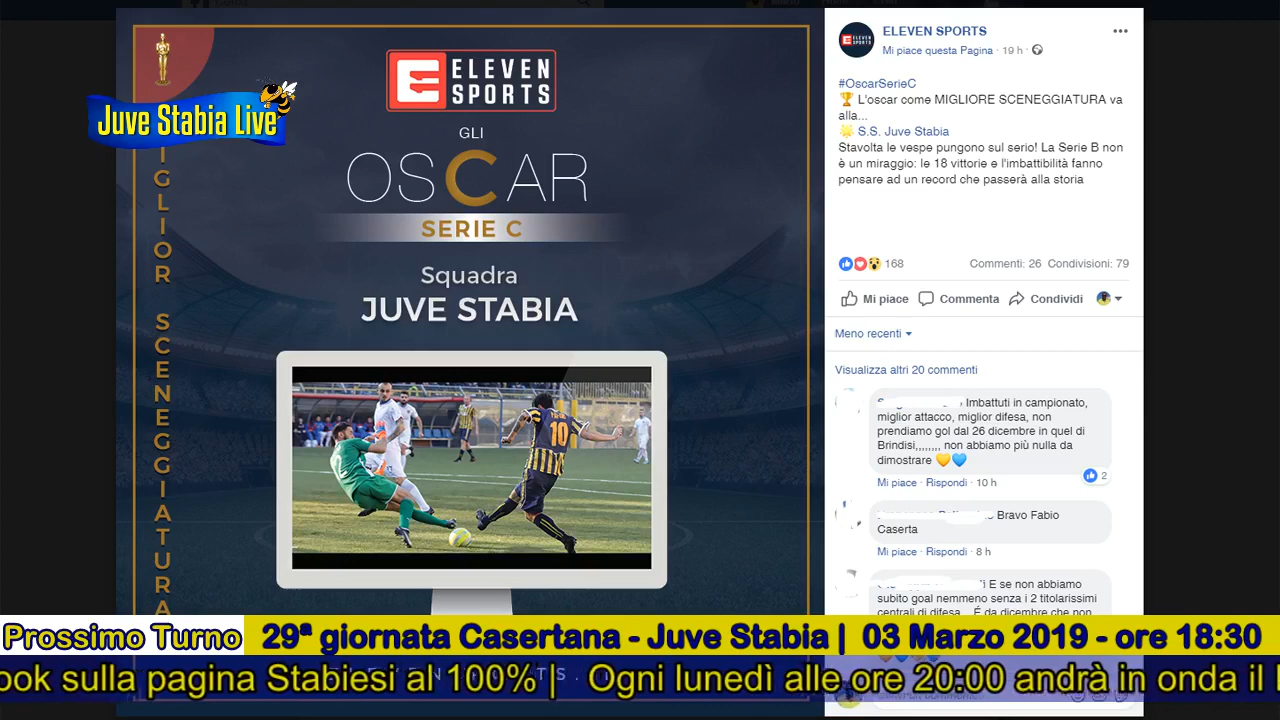 ELEVEN
SPORTS
GLI
OSCAR
SERIE C
Squadra
JUVE STABIA
MIGLIOR SCENEGGIATURA
Juve Stabia Live
10
ELEVEN SPORTS
Mi piace questa Pagina · 19 h ·
#OscarSerieC
🏆 L'oscar come MIGLIORE SCENEGGIATURA va
alla...
🌟 S.S. Juve Stabia
Stavolta le vespe pungono sul serio! La Serie B non
è un miraggio: le 18 vittorie e l'imbattibilità fanno
pensare ad un record che passerà alla storia
168 Commenti: 26 Condivisioni: 79
Mi piace Commenta Condividi
Meno recenti
Visualizza altri 20 commenti
Imbattuti in campionato,
miglior attacco, miglior difesa, non
prendiamo gol dal 26 dicembre in quel di
Brindisi,,,,,,,, non abbiamo più nulla da
dimostrare 💛💙
2
Mi piace · Rispondi · 10 h
Bravo Fabio
Caserta
Mi piace · Rispondi · 8 h
E se non abbiamo
subito goal nemmeno senza i 2 titolarissimi
centrali di difesa... É da dicembre che non
Prossimo Turno 29ª giornata Casertana - Juve Stabia | 03 Marzo 2019 - ore 18:30
ook sulla pagina Stabiesi al 100% | Ogni lunedì alle ore 20:00 andrà in onda il